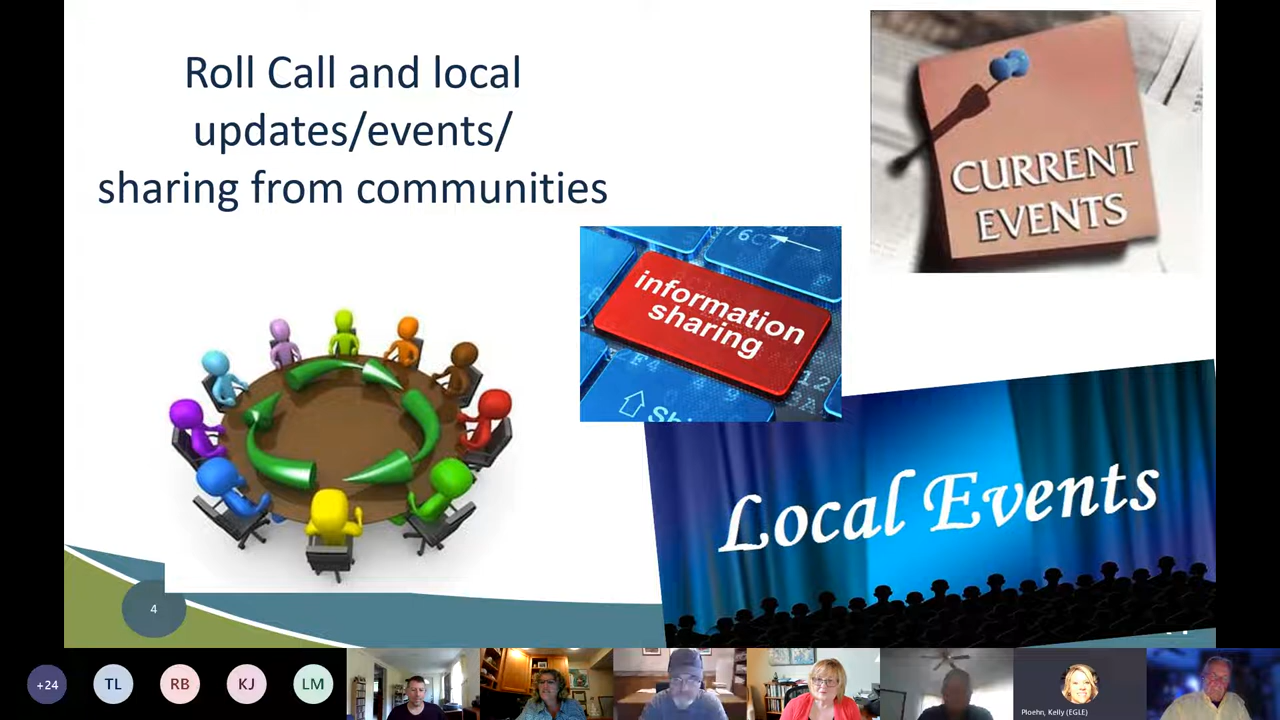 Roll Call and local
updates/events/
sharing from communities
CURRENT
EVENTS
information
sharing
Local Events
4
+24
TL
RB
KJ
LM
Ploehn, Kelly (EGLE)